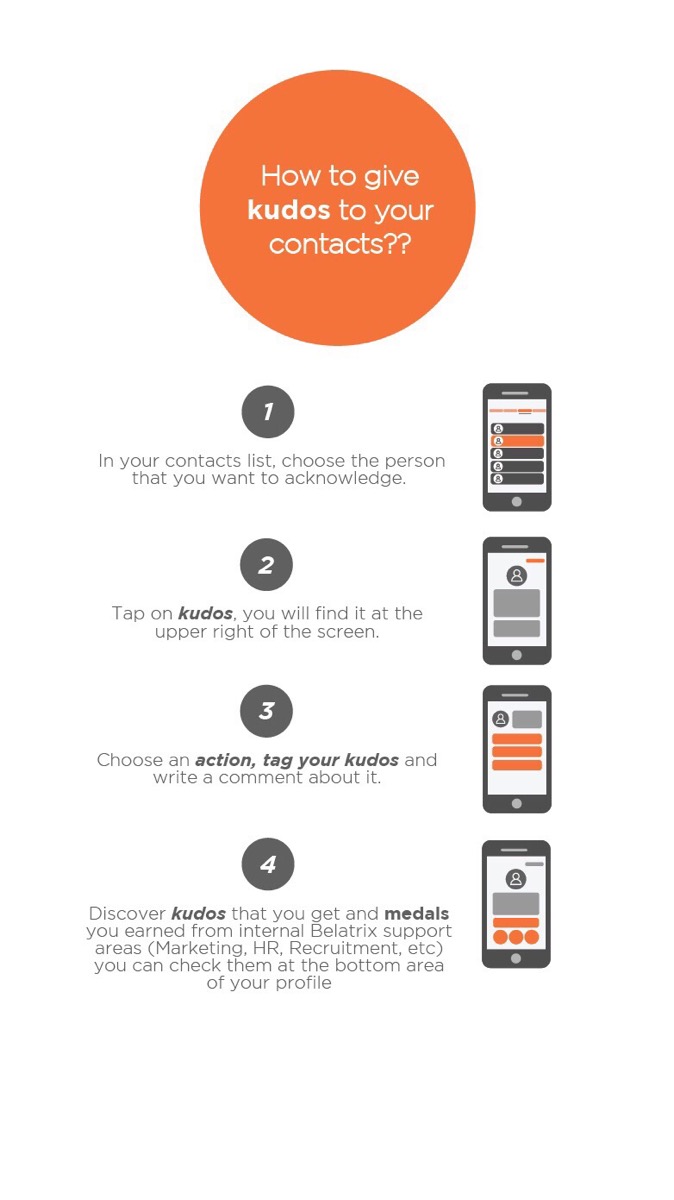 How to give
kudos to your
contacts??
1
In your contacts list, choose the person
that you want to acknowledge.
2
Tap on kudos, you will find it at the
upper right of the screen.
3
Choose an action, tag your kudos and
write a comment about it.
4
Discover kudos that you get and medals
you earned from internal Belatrix support
areas (Marketing, HR, Recruitment, etc)
you can check them at the bottom area
of your profile